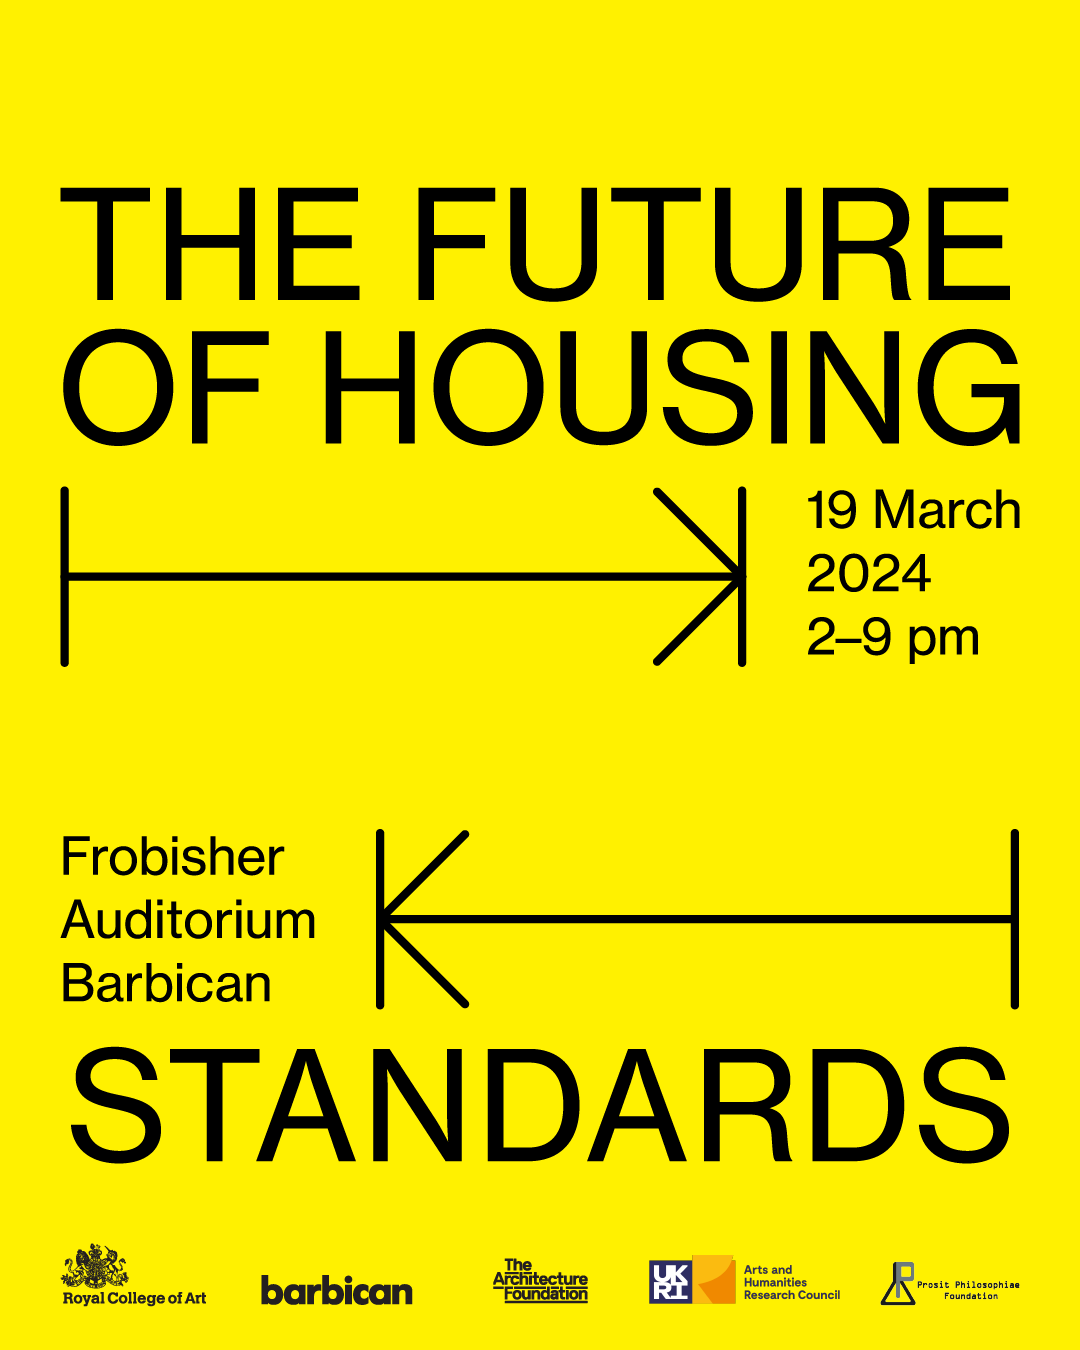 THE FUTURE
OF HOUSING
19 March
2024
2–9 pm
Frobisher
Auditorium
Barbican
STANDARDS
Royal College of Art
barbican
The
Architecture
Foundation
UK
RI
Arts and
Humanities
Research Council
P
Prosit Philosophiae
Foundation